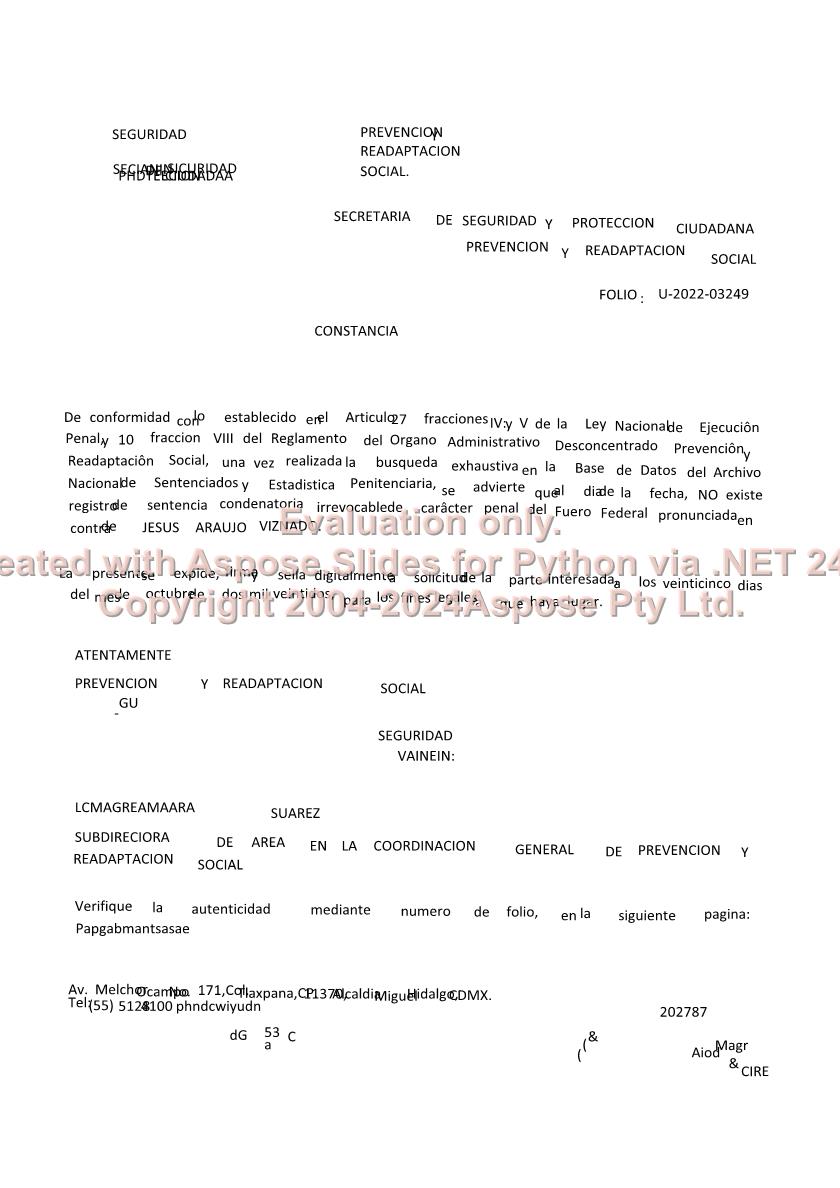 SEGURIDAD
PREVENCION Y
READAPTACION
SOCIAL.
SECRETARIA DE SEGURIDAD Y PROTECCION CIUDADANA
PREVENCION Y READAPTACION SOCIAL
FOLIO : U-2022-03249
CONSTANCIA
De conformidad con lo establecido en el Articulo 27 fracciones IV:y V de la Ley Nacional de Ejecuciôn
Penal,y 10 fraccion VIII del Reglamento del Organo Administrativo Desconcentrado Prevenciôn y
Readaptaciôn Social, una vez realizada la busqueda exhaustiva en la Base de Datos del Archivo
Nacional de Sentenciados y Estadistica Penitenciaria, se advierte que al dia de la fecha, NO existe
registro de sentencia condenatoria irrevocable de carâcter penal del Fuero Federal pronunciada en
contra de JESUS ARAUJO VIZNADO.
Evaluation only.
eated with Aspose.Slides for Python via .NET 24
La presente se expide, firma y sella digitalmente a solicitud de la parte interesada, a los veinticinco dias
del mes de octubre de dos mil veintidos, para los fines legales a que haya lugar.
Copyright 2004-2024Aspose Pty Ltd.
ATENTAMENTE
PREVENCION Y READAPTACION SOCIAL
GU
-
SEGURIDAD
VAINEIN:
LCMAGREAMAARA SUAREZ
SUBDIRECIORA DE AREA EN LA COORDINACION GENERAL DE PREVENCION Y
READAPTACION SOCIAL
Verifique la autenticidad mediante numero de folio, en la siguiente pagina:
Papgabmantsasae
Av. Melchor Ocampo No. 171,Col. Tlaxpana,CP. 11370, Alcaldia Miguel Hidalgo, CDMX.
Tel: (55) 5128 4100 phndcwiyudn
202787
dG 53 C
a
( &
(
Aiod Magr
&
CIRE